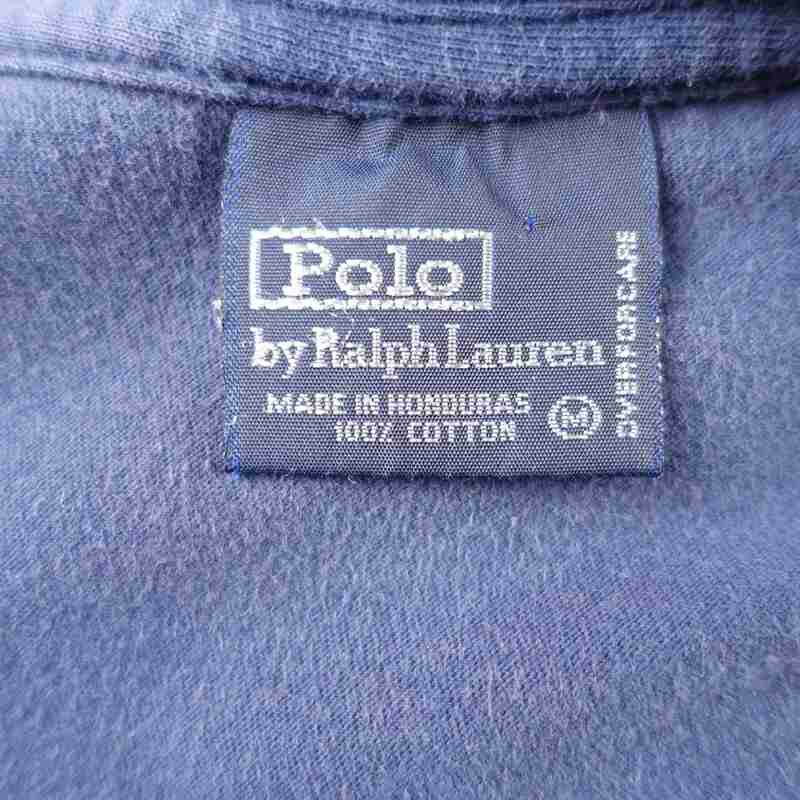 Polo
by Ralph Lauren
MADE IN HONDURAS
100% COTTON
M
OVER FOR CARE